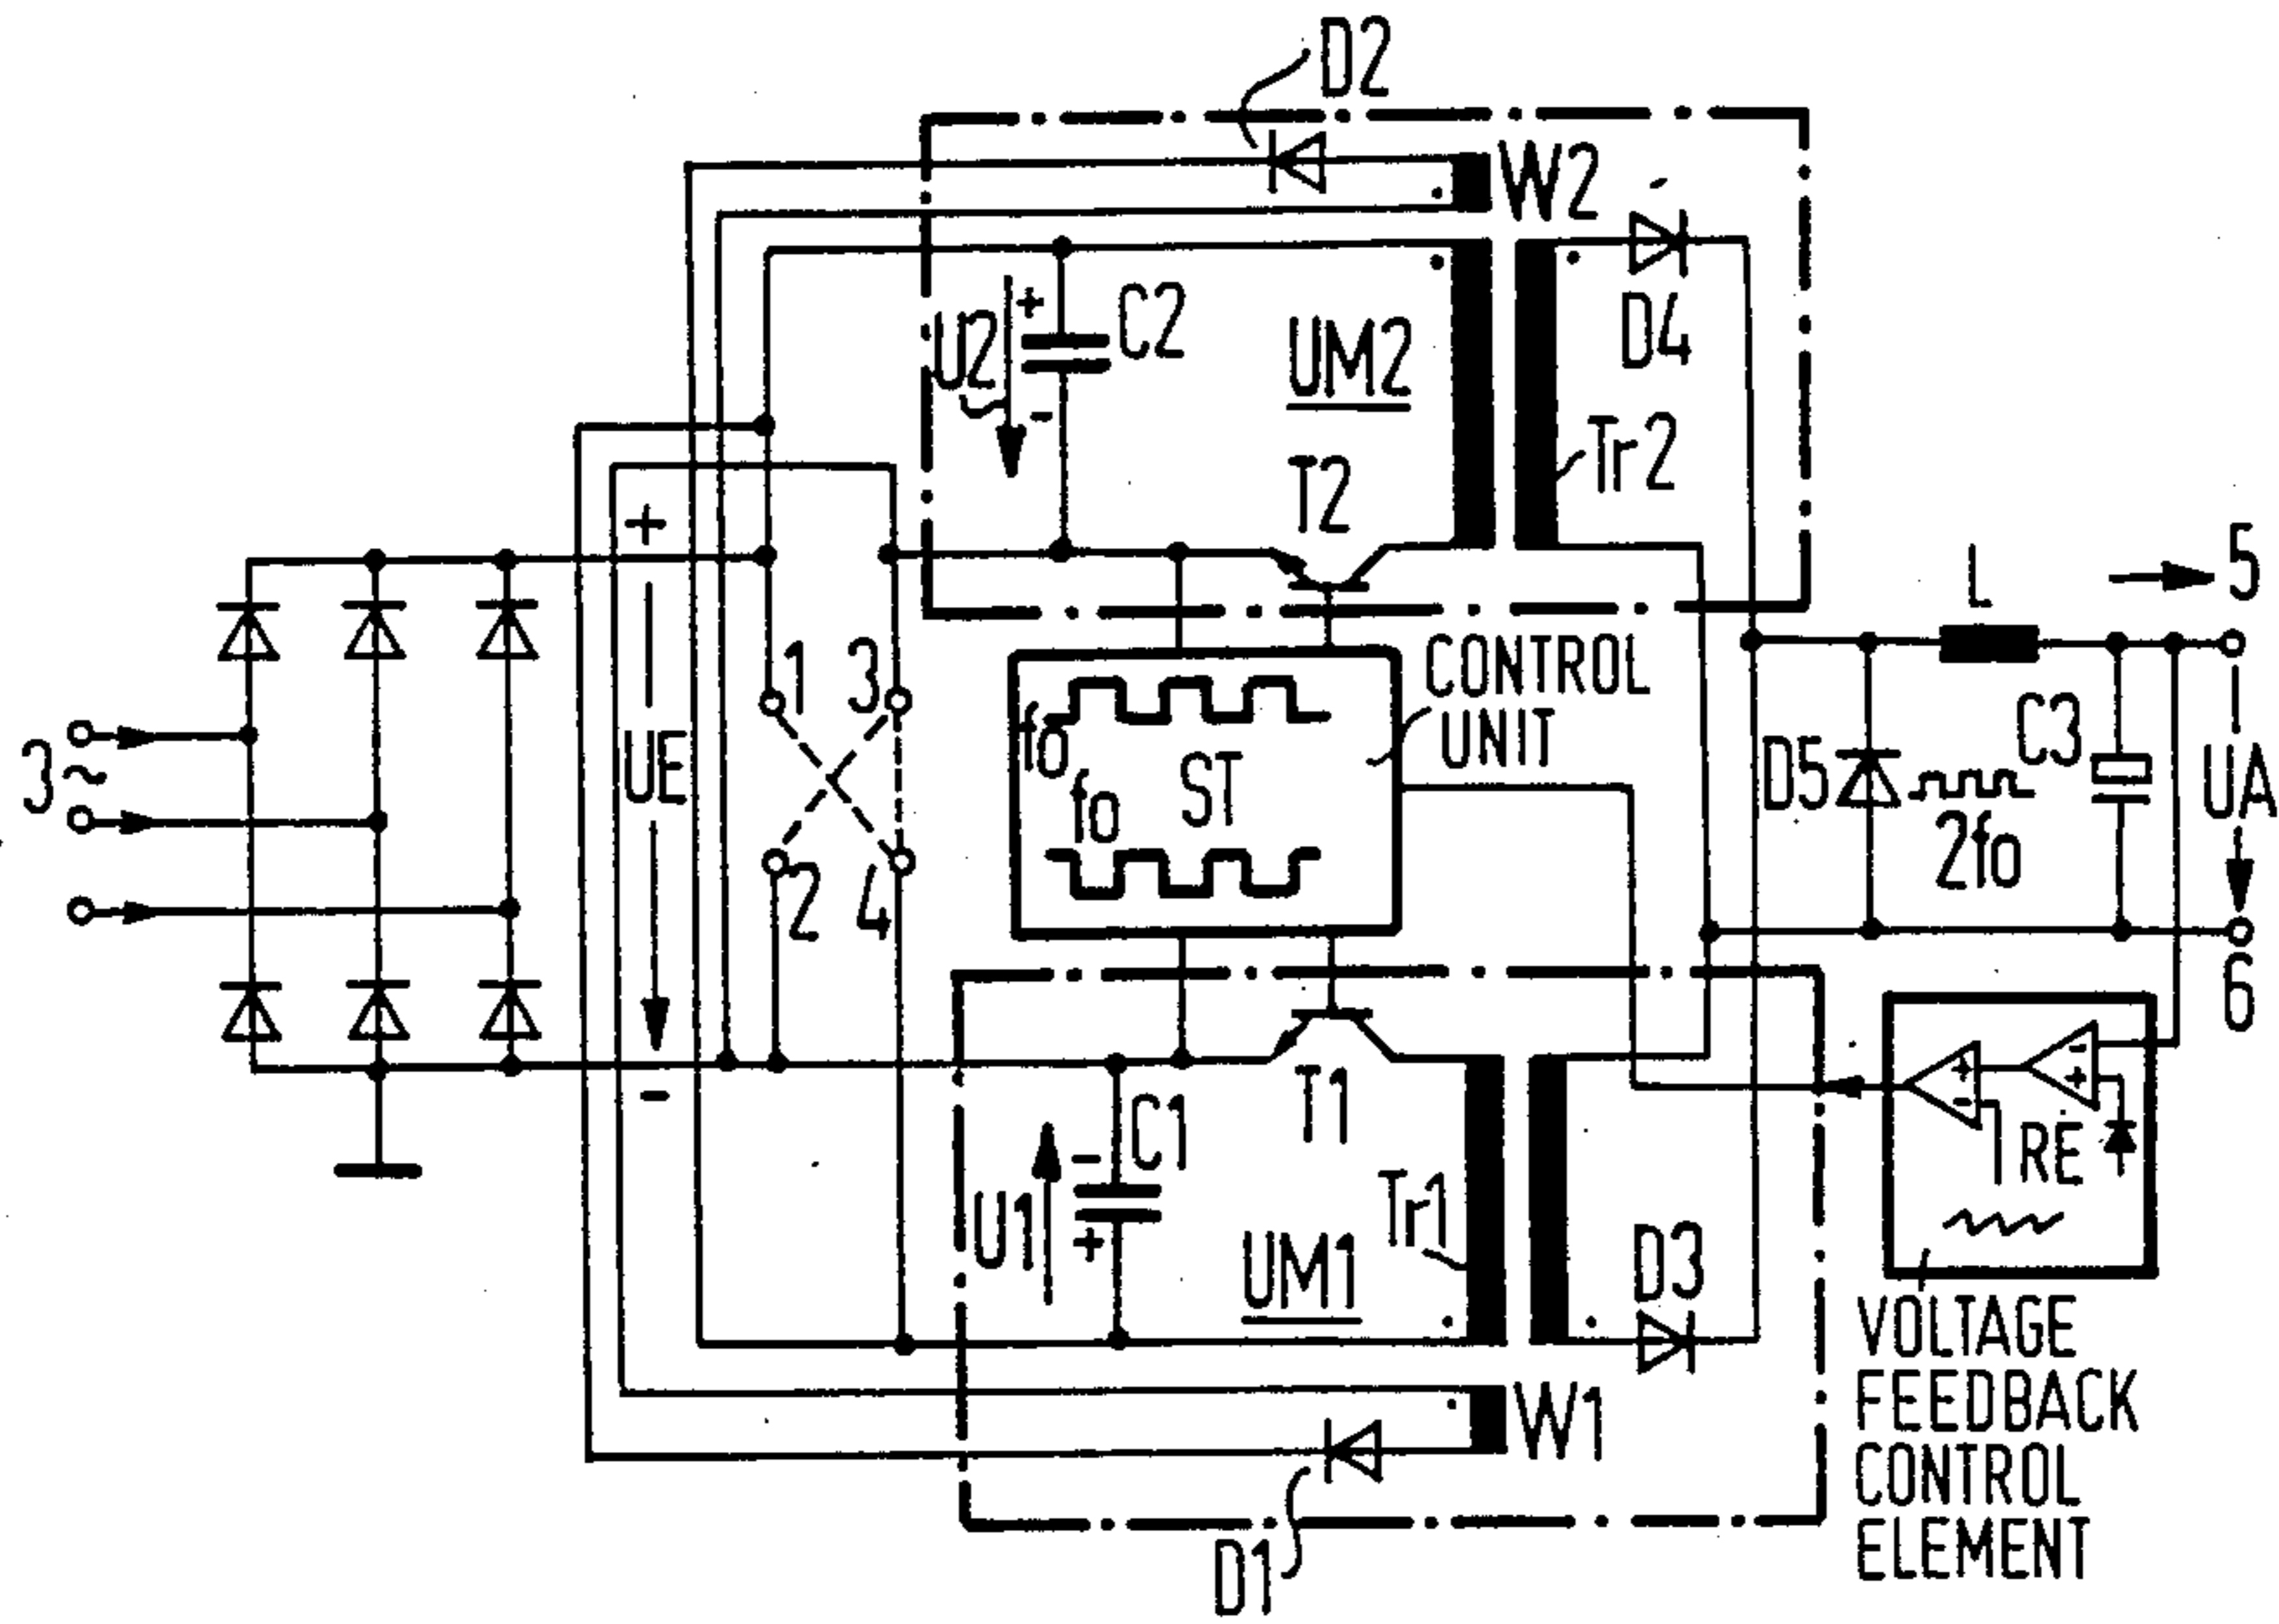 D2
W2
+
U2
C2
-
UM2
D4
Tr2
T2
+
L
5
UE
1
3
CONTROL
UNIT
3~
fo
fo
ST
D5
2fo
C3
UA
2
4
6
-
T1
U1
-
C1
+
Tr1
UM1
D3
-
+
+
-
RE
W1
D1
VOLTAGE
FEEDBACK
CONTROL
ELEMENT